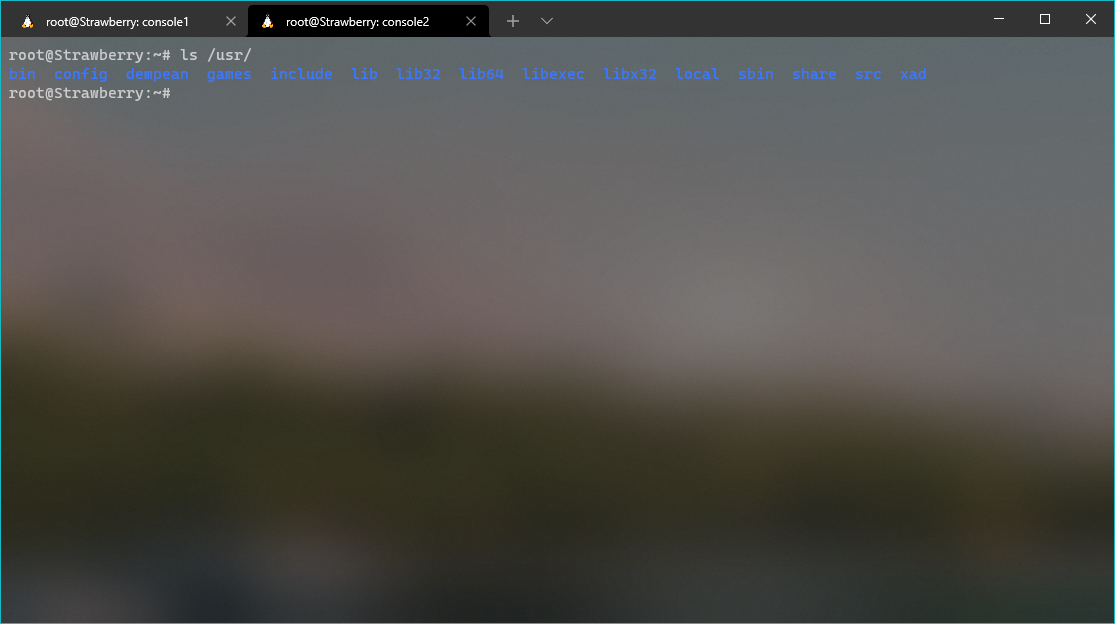 root@Strawberry: console1
root@Strawberry: console2
root@Strawberry:~# ls /usr/
bin config dempean games include lib lib32 lib64 libexec libx32 local sbin share src xad
root@Strawberry:~#